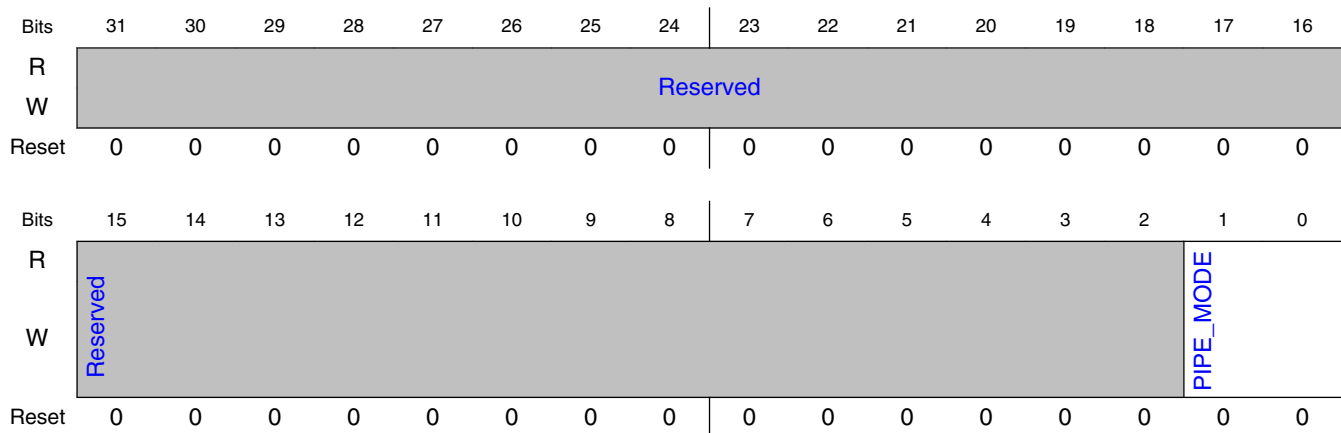 Bits 31 30 29 28 27 26 25 24 23 22 21 20 19 18 17 16
R
Reserved
W
Reset 0 0 0 0 0 0 0 0 0 0 0 0 0 0 0 0
Bits 15 14 13 12 11 10 9 8 7 6 5 4 3 2 1 0
R
W
Reserved
PIPE_MODE
Reset 0 0 0 0 0 0 0 0 0 0 0 0 0 0 0 0